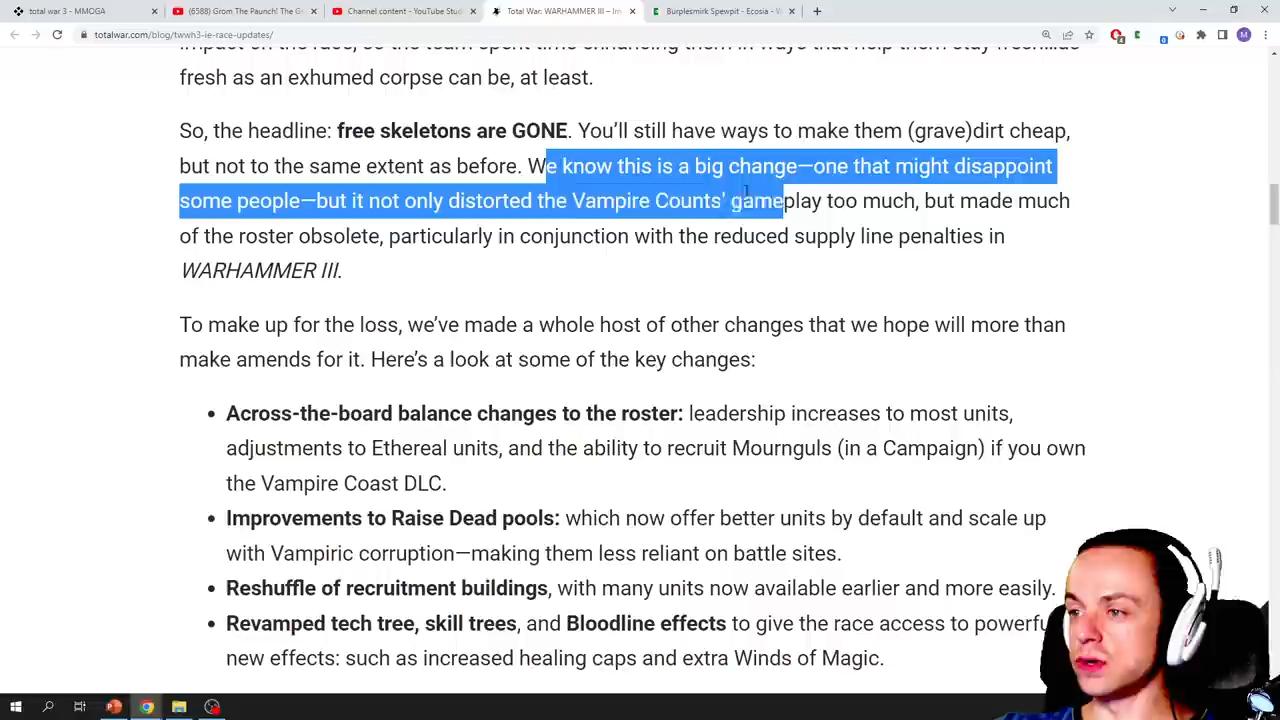 total war 3 - MMOGA
(6588) Grom The Paunch! The G
Channel content - YouTube Stud
Total War: WARHAMMER III – Im
Burplesmirk Spewpit - Ecosia - W
totalwar.com/blog/twwh3-ie-race-updates/
fresh as an exhumed corpse can be, at least.
So, the headline: free skeletons are GONE. You’ll still have ways to make them (grave)dirt cheap,
but not to the same extent as before. We know this is a big change—one that might disappoint
some people—but it not only distorted the Vampire Counts' gameplay too much, but made much
of the roster obsolete, particularly in conjunction with the reduced supply line penalties in
WARHAMMER III.
To make up for the loss, we’ve made a whole host of other changes that we hope will more than
make amends for it. Here’s a look at some of the key changes:
• Across-the-board balance changes to the roster: leadership increases to most units,
adjustments to Ethereal units, and the ability to recruit Mournguls (in a Campaign) if you own
the Vampire Coast DLC.
• Improvements to Raise Dead pools: which now offer better units by default and scale up
with Vampiric corruption—making them less reliant on battle sites.
• Reshuffle of recruitment buildings, with many units now available earlier and more easily.
• Revamped tech tree, skill trees, and Bloodline effects to give the race access to powerfu
new effects: such as increased healing caps and extra Winds of Magic.